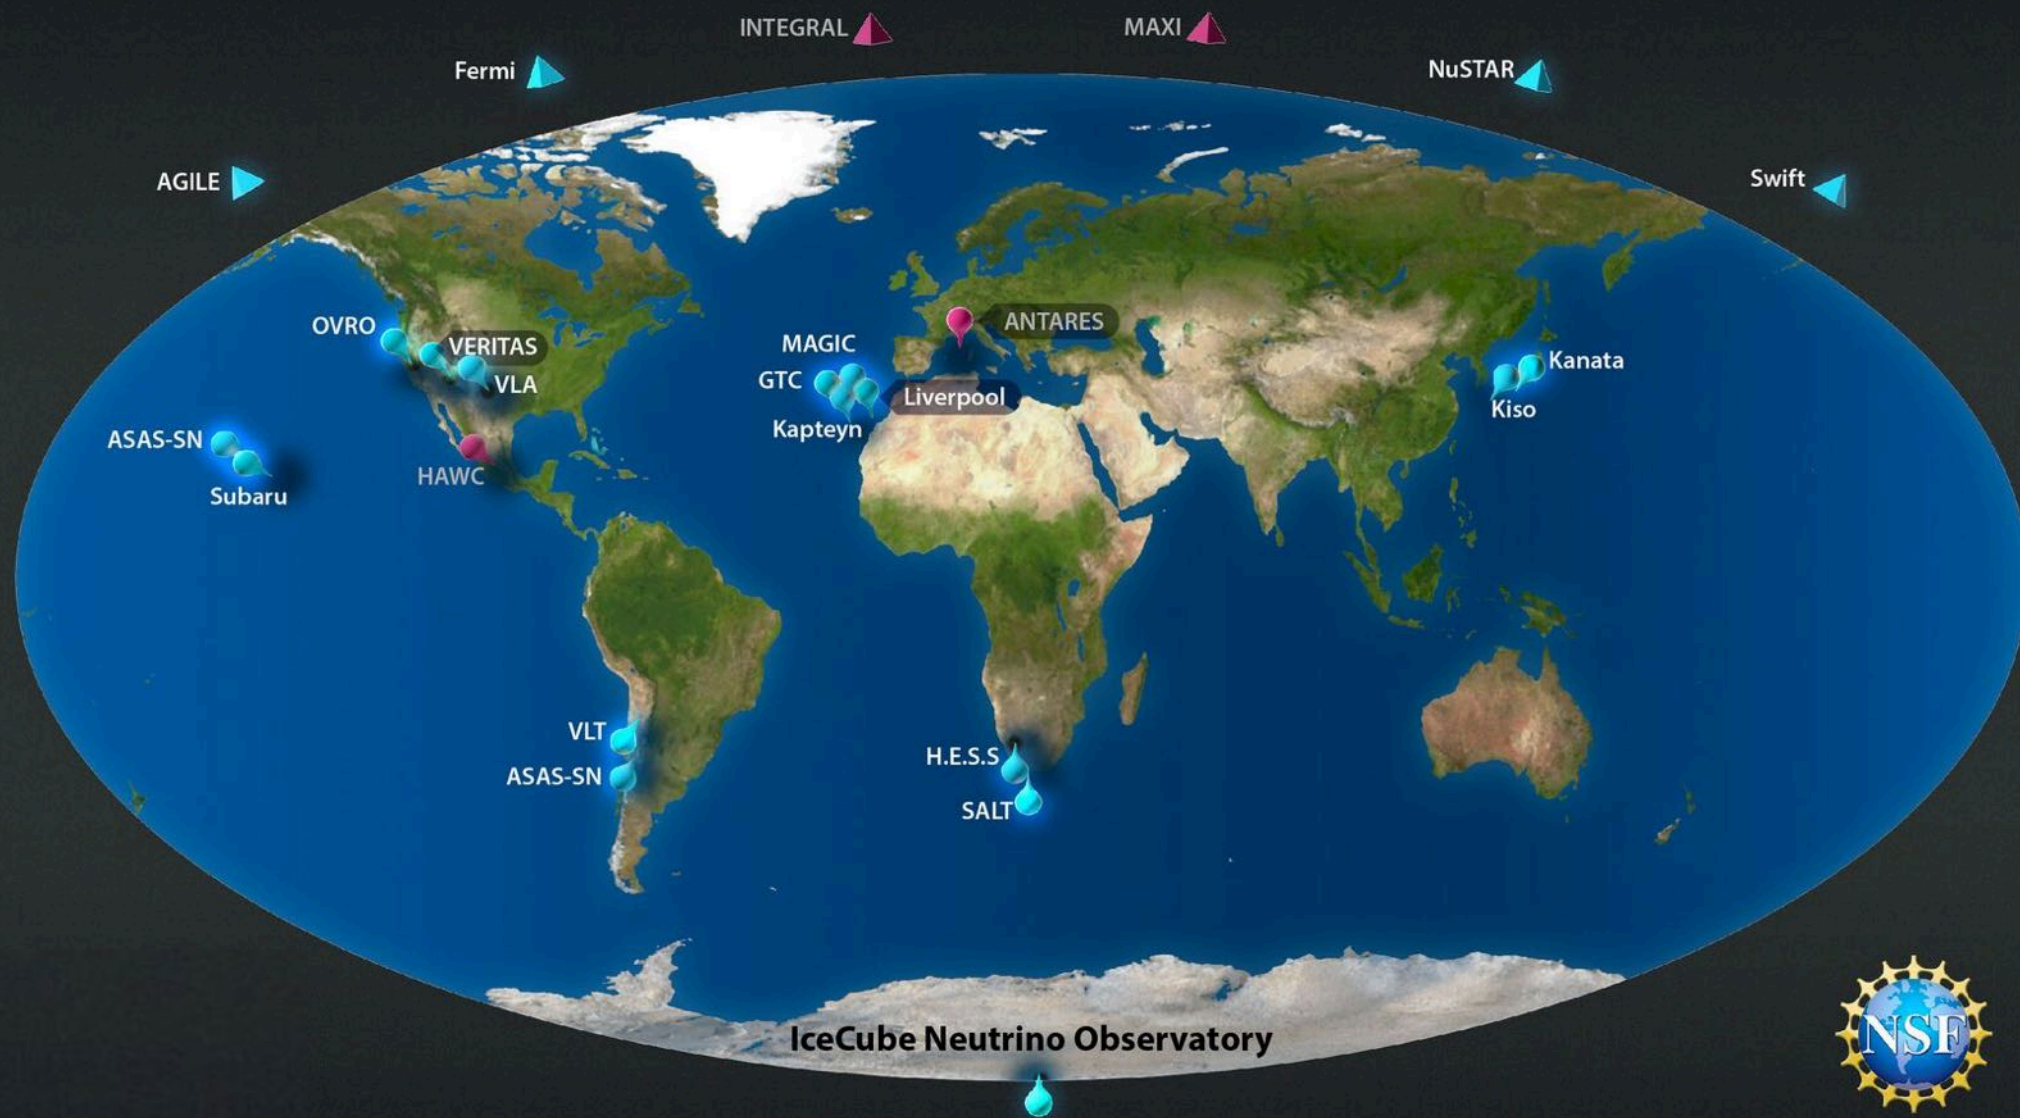 INTEGRAL
MAXI
Fermi
NuSTAR
AGILE
Swift
OVRO
VERITAS
VLA
ANTARES
MAGIC
GTC
Liverpool
Kapteyn
Kanata
Kiso
ASAS-SN
Subaru
HAWC
VLT
ASAS-SN
H.E.S.S
SALT
IceCube Neutrino Observatory
NSF